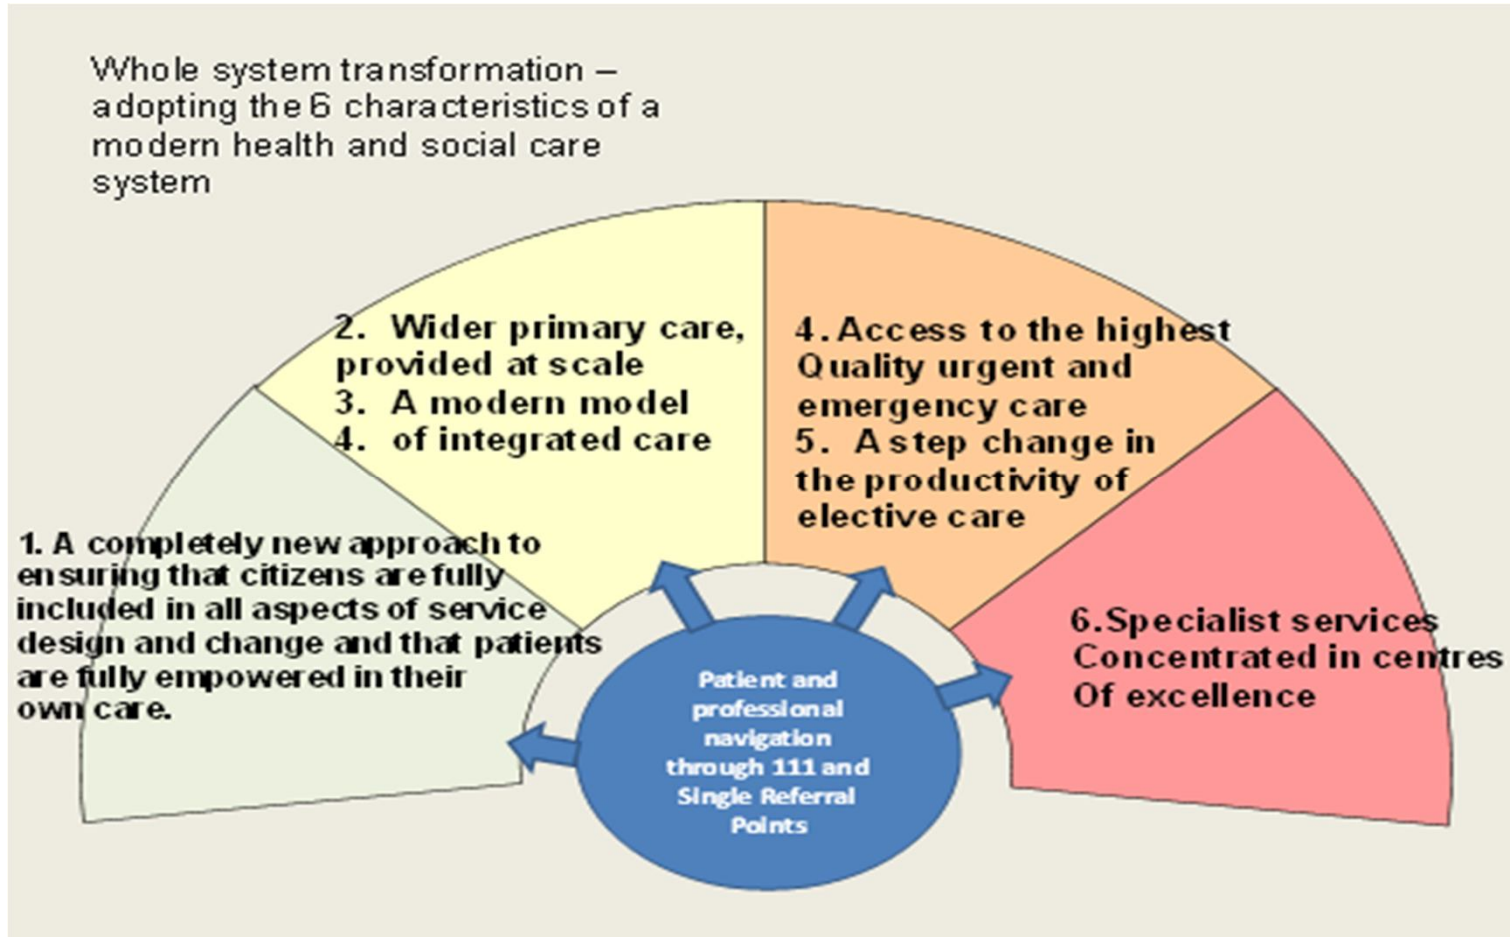 Whole system transformation –
adopting the 6 characteristics of a
modern health and social care
system
2. Wider primary care,
provided at scale
3. A modern model
4. of integrated care
4. Access to the highest
Quality urgent and
emergency care
5. A step change in
the productivity of
elective care
1. A completely new approach to
ensuring that citizens are fully
included in all aspects of service
design and change and that patients
are fully empowered in their
own care.
6.Specialist services
Concentrated in centres
Of excellence
Patient and
professional
navigation
through 111 and
Single Referral
Points